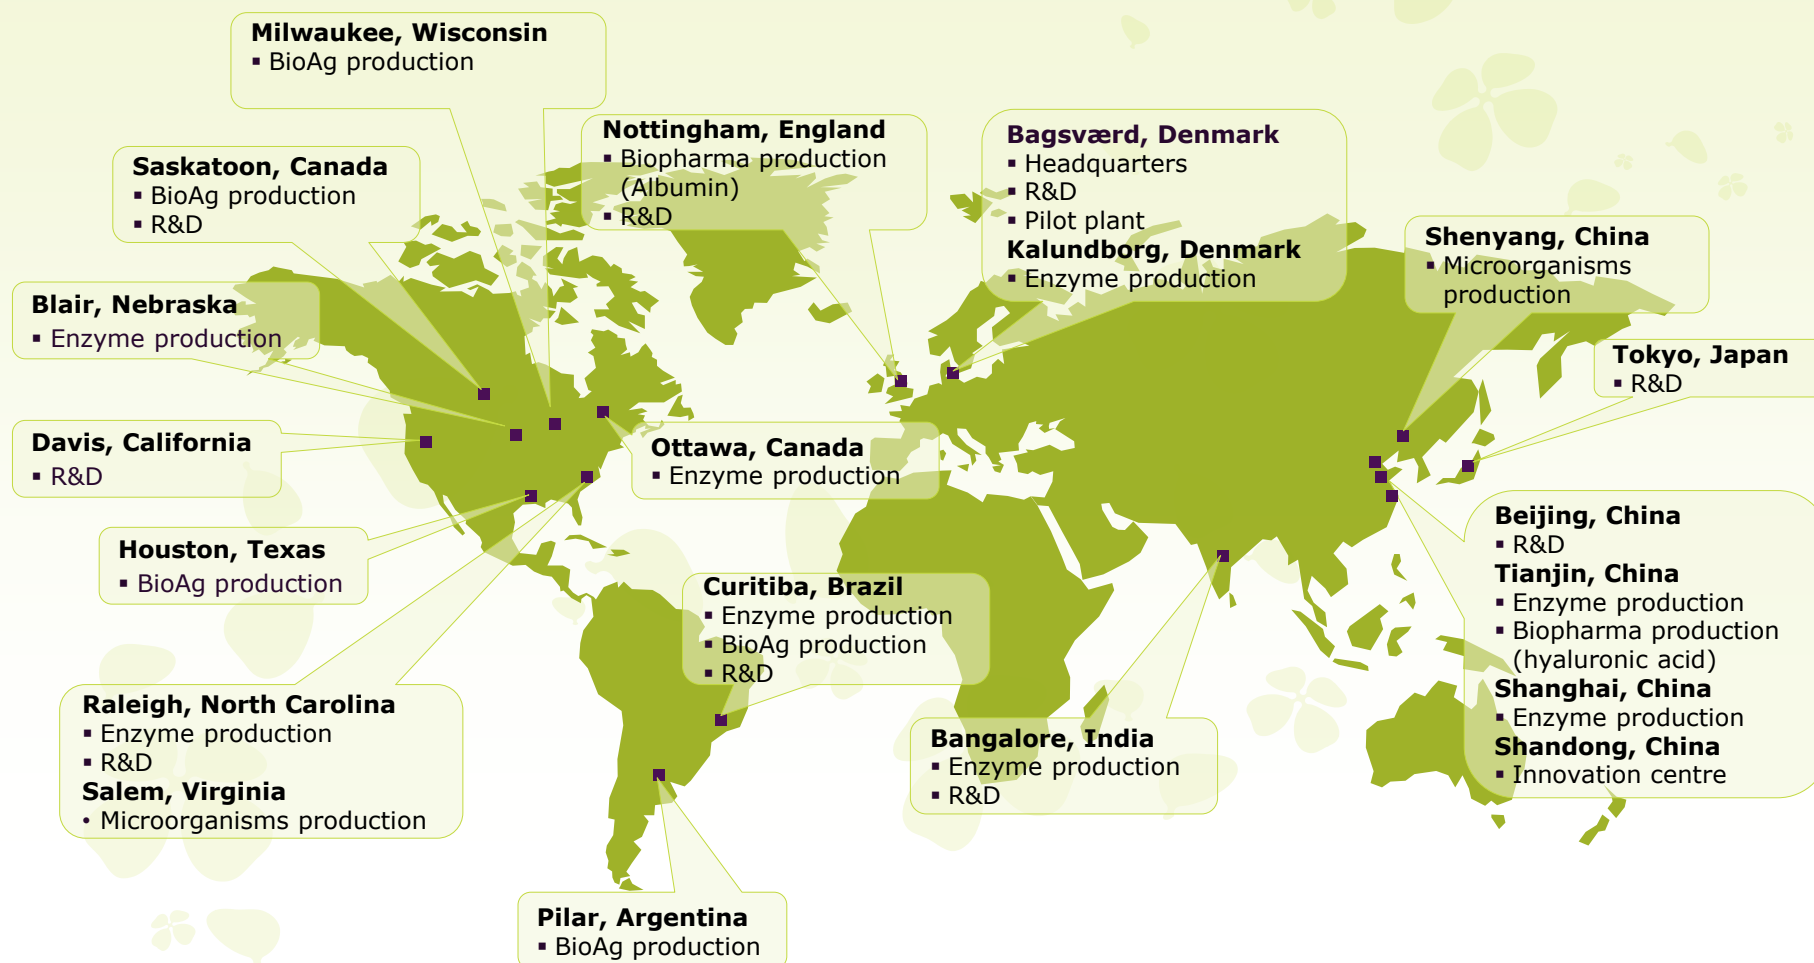 Milwaukee, Wisconsin
▪ BioAg production
Nottingham, England
▪ Biopharma production
(Albumin)
▪ R&D
Bagsværd, Denmark
▪ Headquarters
▪ R&D
▪ Pilot plant
Kalundborg, Denmark
▪ Enzyme production
Saskatoon, Canada
▪ BioAg production
▪ R&D
Shenyang, China
▪ Microorganisms
production
Blair, Nebraska
▪ Enzyme production
Tokyo, Japan
▪ R&D
Davis, California
▪ R&D
Ottawa, Canada
▪ Enzyme production
Houston, Texas
▪ BioAg production
Beijing, China
▪ R&D
Tianjin, China
▪ Enzyme production
▪ Biopharma production
(hyaluronic acid)
Shanghai, China
▪ Enzyme production
Shandong, China
▪ Innovation centre
Curitiba, Brazil
▪ Enzyme production
▪ BioAg production
▪ R&D
Raleigh, North Carolina
▪ Enzyme production
▪ R&D
Salem, Virginia
• Microorganisms production
Bangalore, India
▪ Enzyme production
▪ R&D
Pilar, Argentina
▪ BioAg production